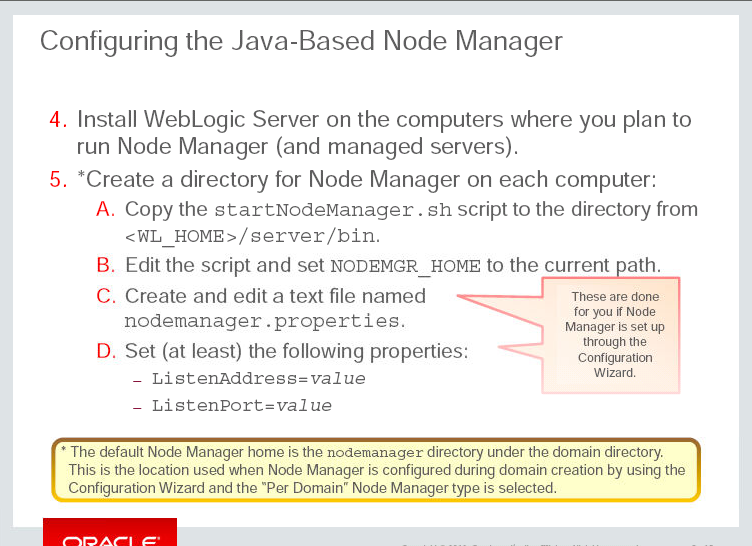 Configuring the Java-Based Node Manager
4. Install WebLogic Server on the computers where you plan to
run Node Manager (and managed servers).
5. *Create a directory for Node Manager on each computer:
A. Copy the startNodeManager.sh script to the directory from
<WL_HOME>/server/bin.
B. Edit the script and set NODEMGR_HOME to the current path.
C. Create and edit a text file named
nodemanager.properties.
D. Set (at least) the following properties:
– ListenAddress=value
– ListenPort=value
These are done
for you if Node
Manager is set up
through the
Configuration
Wizard.
* The default Node Manager home is the nodemanager directory under the domain directory.
This is the location used when Node Manager is configured during domain creation by using the
Configuration Wizard and the “Per Domain” Node Manager type is selected.
ORACLE